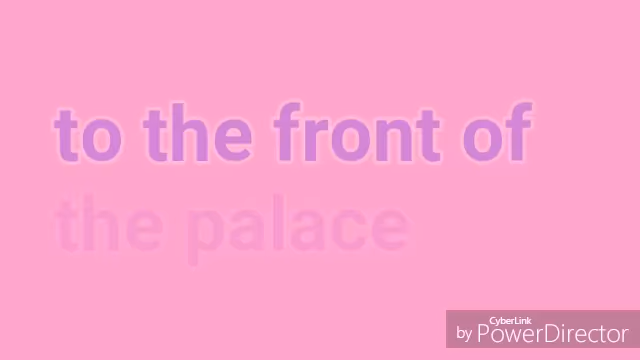 to the front of
the palace
CyberLink
by PowerDirector